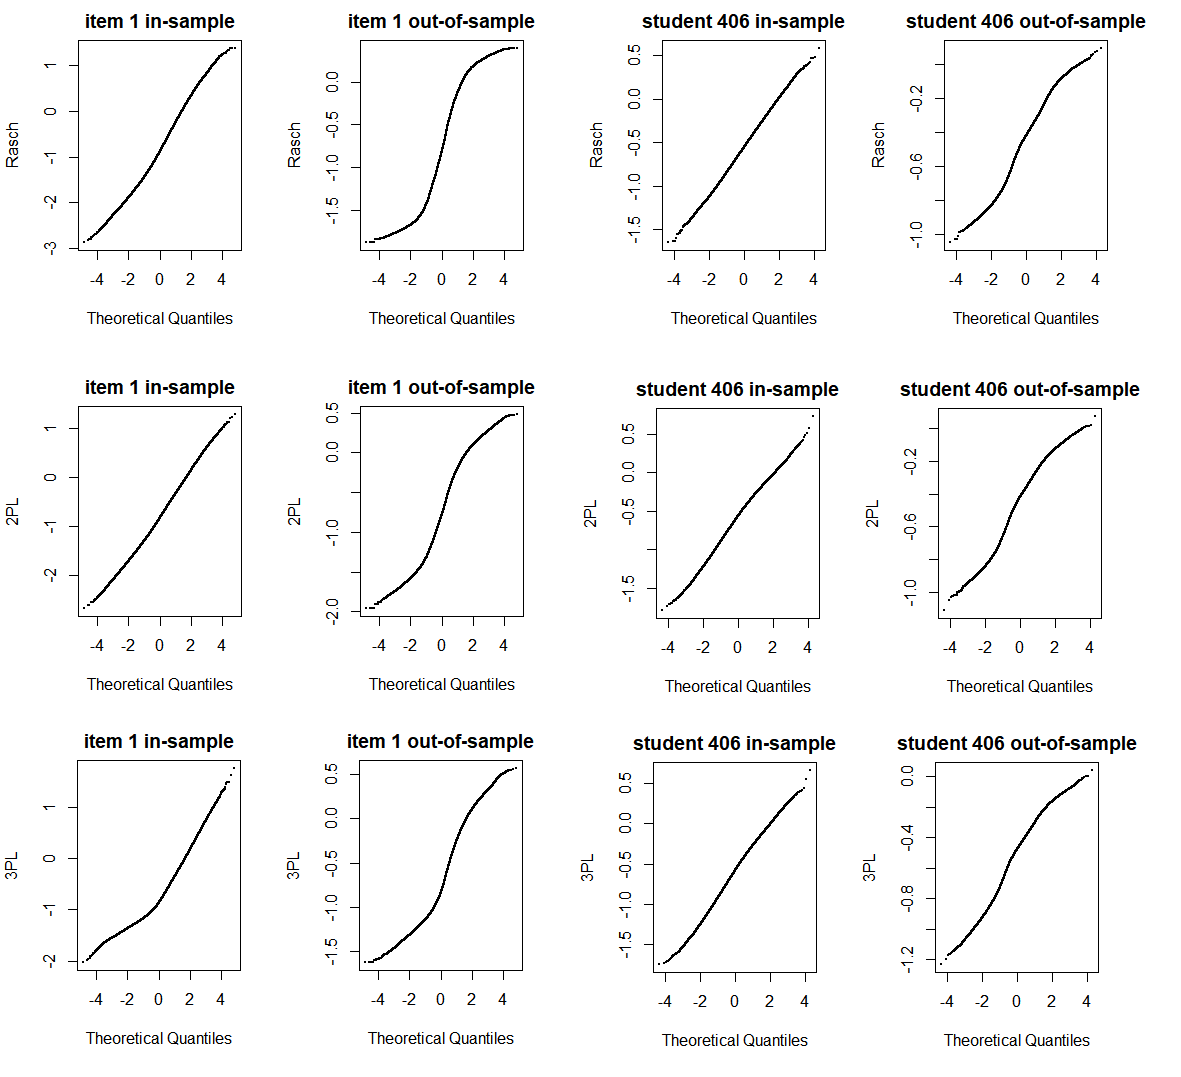 item 1 in-sample
item 1 out-of-sample
student 406 in-sample
student 406 out-of-sample
Rasch
1
0
-1
-2
-3
-4 -2 0 2 4
Theoretical Quantiles
Rasch
0.0
-0.5
-1.0
-1.5
-4 -2 0 2 4
Theoretical Quantiles
Rasch
0.5
0.0
-0.5
-1.0
-1.5
-4 -2 0 2 4
Theoretical Quantiles
Rasch
-0.2
-0.6
-1.0
-4 -2 0 2 4
Theoretical Quantiles
item 1 in-sample
item 1 out-of-sample
student 406 in-sample
student 406 out-of-sample
2PL
1
0
-1
-2
-4 -2 0 2 4
Theoretical Quantiles
2PL
0.5
0.0
-1.0
-2.0
-4 -2 0 2 4
Theoretical Quantiles
2PL
0.5
0.0
-0.5
-1.5
-4 -2 0 2 4
Theoretical Quantiles
2PL
-0.2
-0.6
-1.0
-4 -2 0 2 4
Theoretical Quantiles
item 1 in-sample
item 1 out-of-sample
student 406 in-sample
student 406 out-of-sample
3PL
1
0
-1
-2
-4 -2 0 2 4
Theoretical Quantiles
3PL
0.5
0.0
-0.5
-1.0
-1.5
-4 -2 0 2 4
Theoretical Quantiles
3PL
0.5
0.0
-0.5
-1.0
-1.5
-4 -2 0 2 4
Theoretical Quantiles
3PL
0.0
-0.4
-0.8
-1.2
-4 -2 0 2 4
Theoretical Quantiles